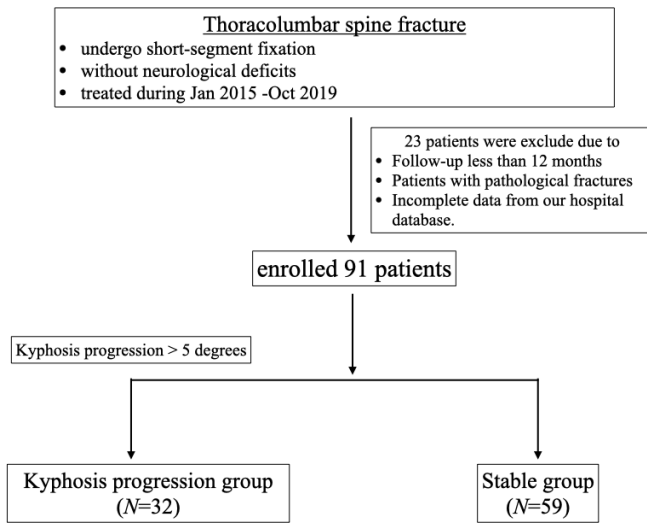 Thoracolumbar spine fracture
• undergo short-segment fixation
• without neurological deficits
• treated during Jan 2015 -Oct 2019
23 patients were exclude due to
• Follow-up less than 12 months
• Patients with pathological fractures
• Incomplete data from our hospital
database.
enrolled 91 patients
Kyphosis progression > 5 degrees
Kyphosis progression group
(N=32)
Stable group
(N=59)